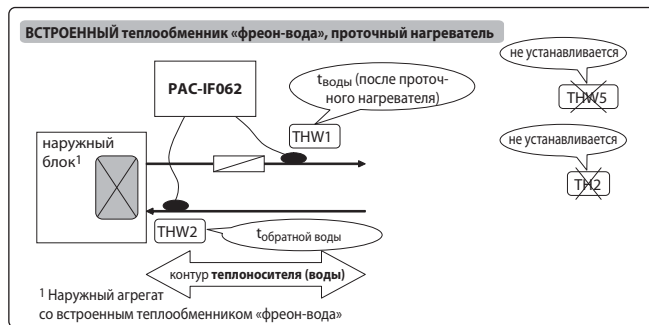 ВСТРОЕННЫЙ теплообменник «фреон-вода», проточный нагреватель
не устанавливается
THW5
PAC-IF062
tводы (после проточ-
ного нагревателя)
THW1
наружный
блок¹
не устанавливается
TH2
THW2
tобратной воды
контур теплоносителя (воды)
¹ Наружный агрегат
со встроенным теплообменником «фреон-вода»